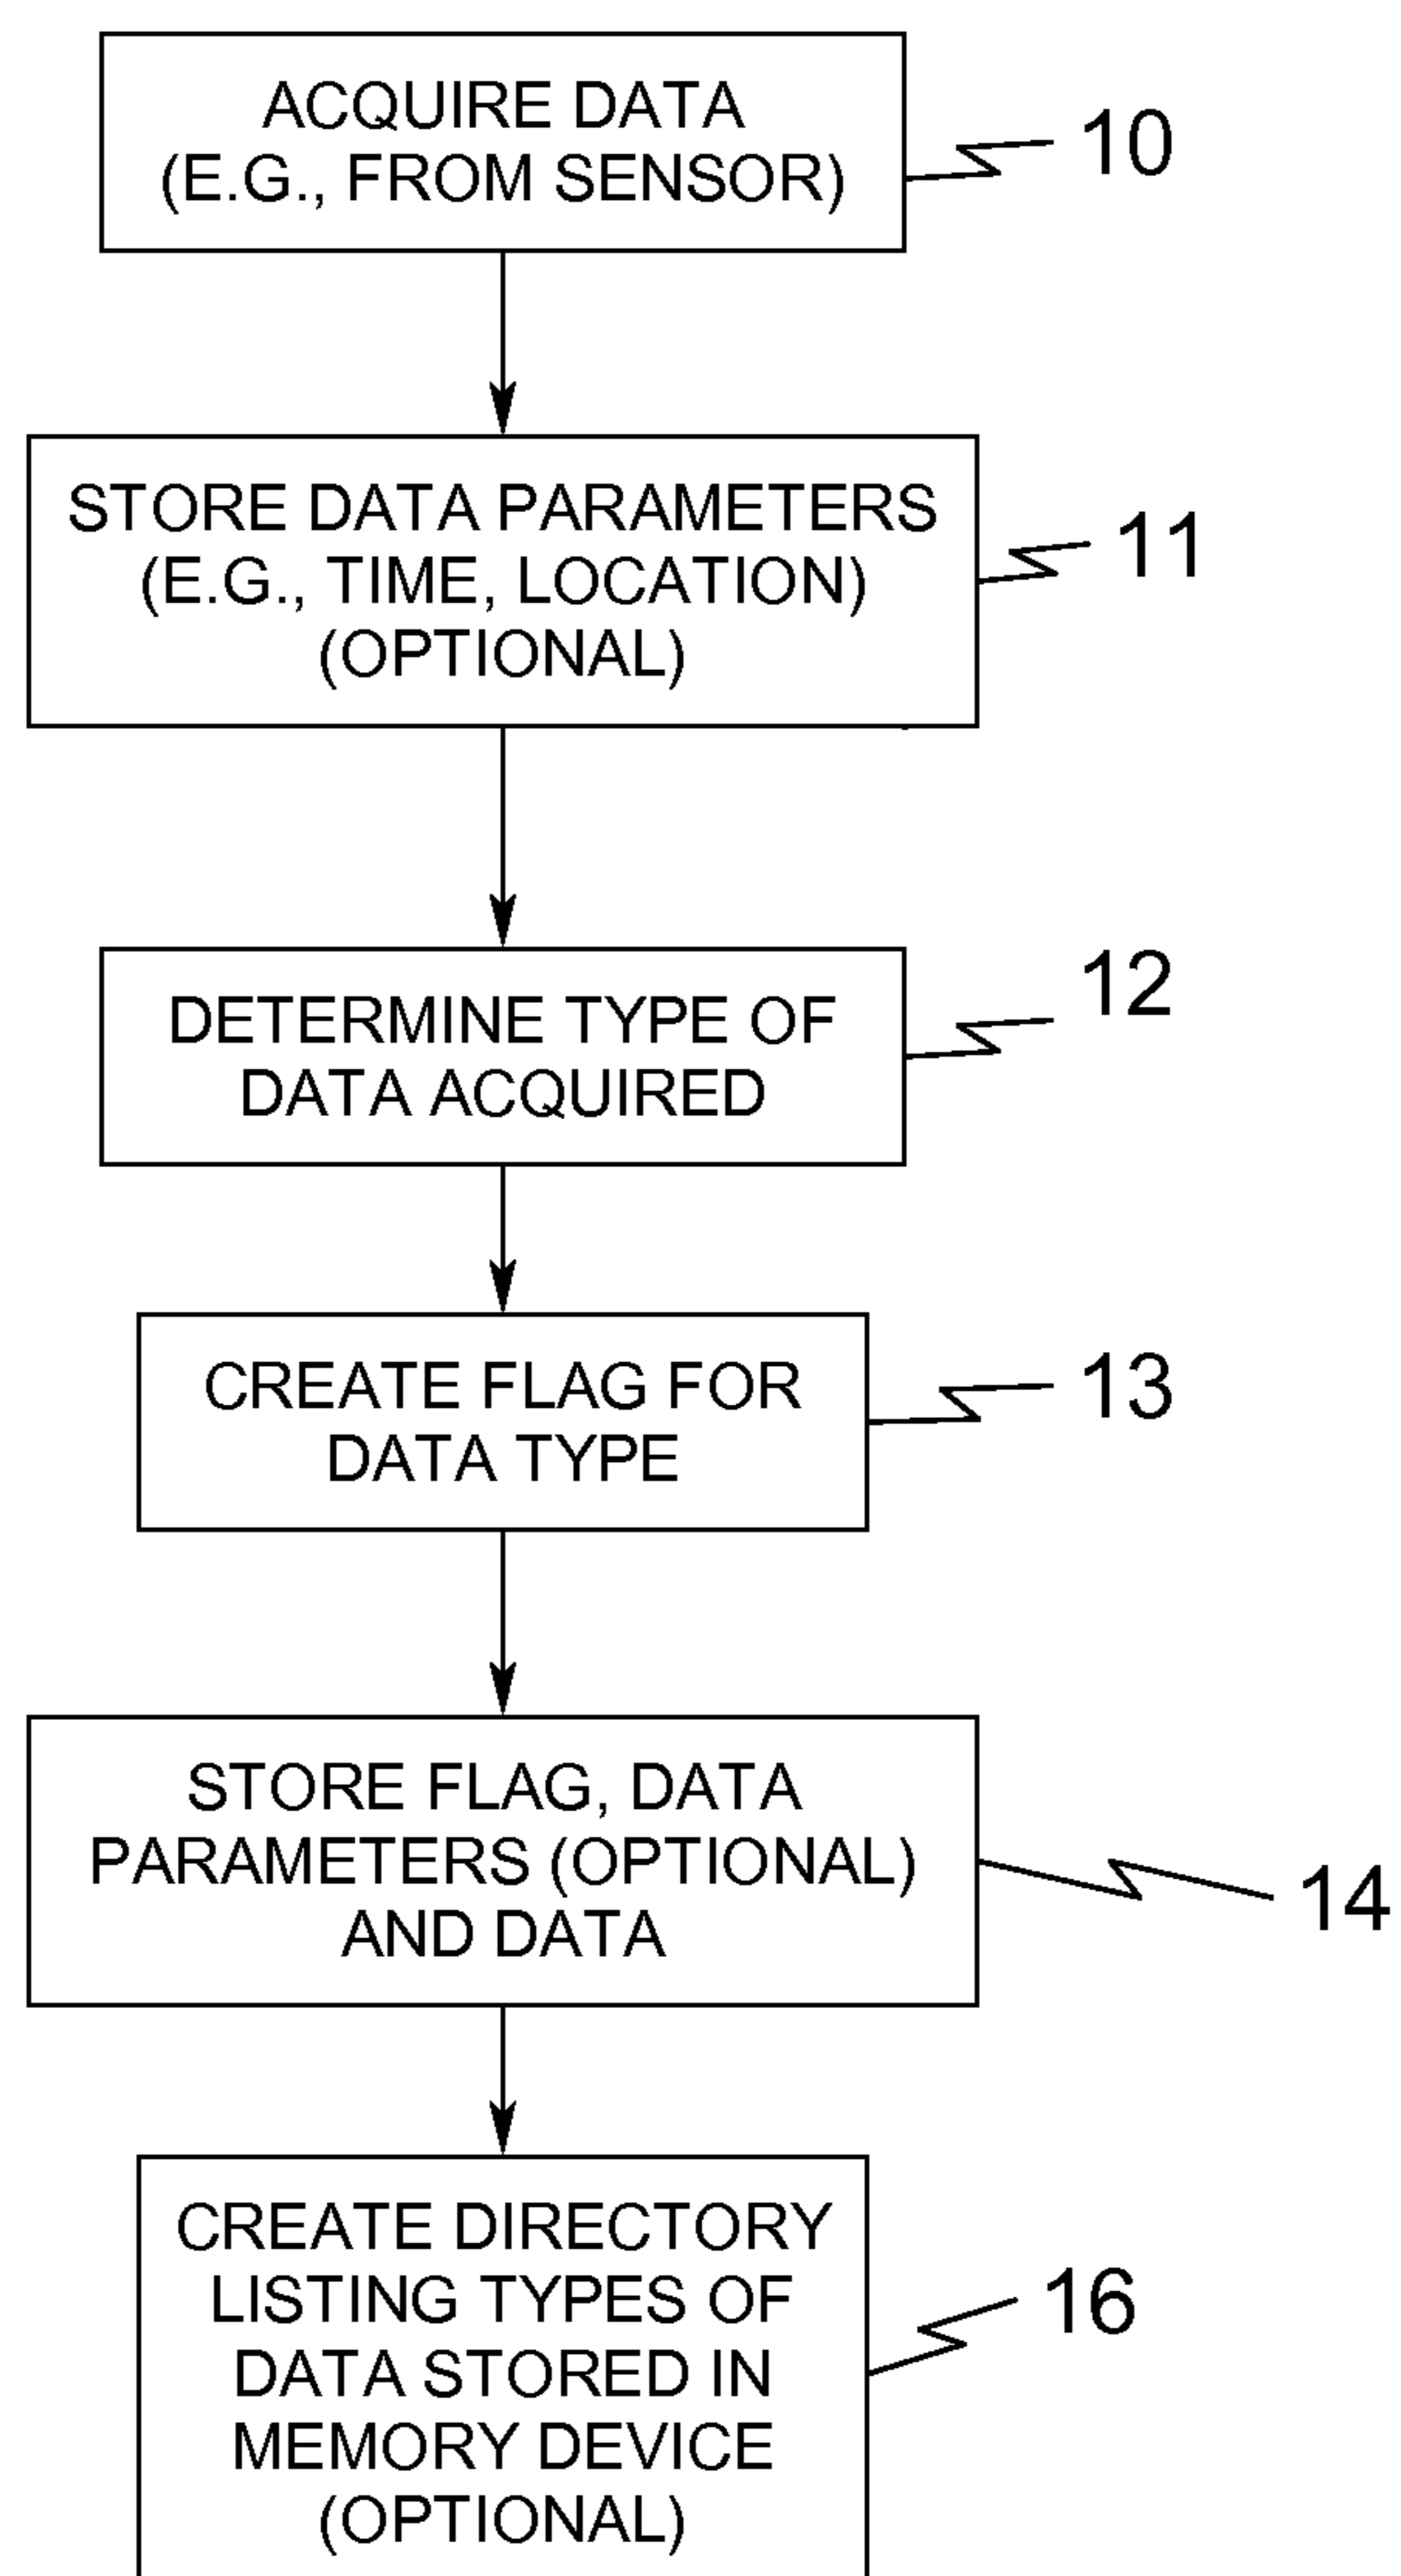 ACQUIRE DATA
(E.G., FROM SENSOR)
10
STORE DATA PARAMETERS
(E.G., TIME, LOCATION)
(OPTIONAL)
11
DETERMINE TYPE OF
DATA ACQUIRED
12
CREATE FLAG FOR
DATA TYPE
13
STORE FLAG, DATA
PARAMETERS (OPTIONAL)
AND DATA
14
CREATE DIRECTORY
LISTING TYPES OF
DATA STORED IN
MEMORY DEVICE
(OPTIONAL)
16